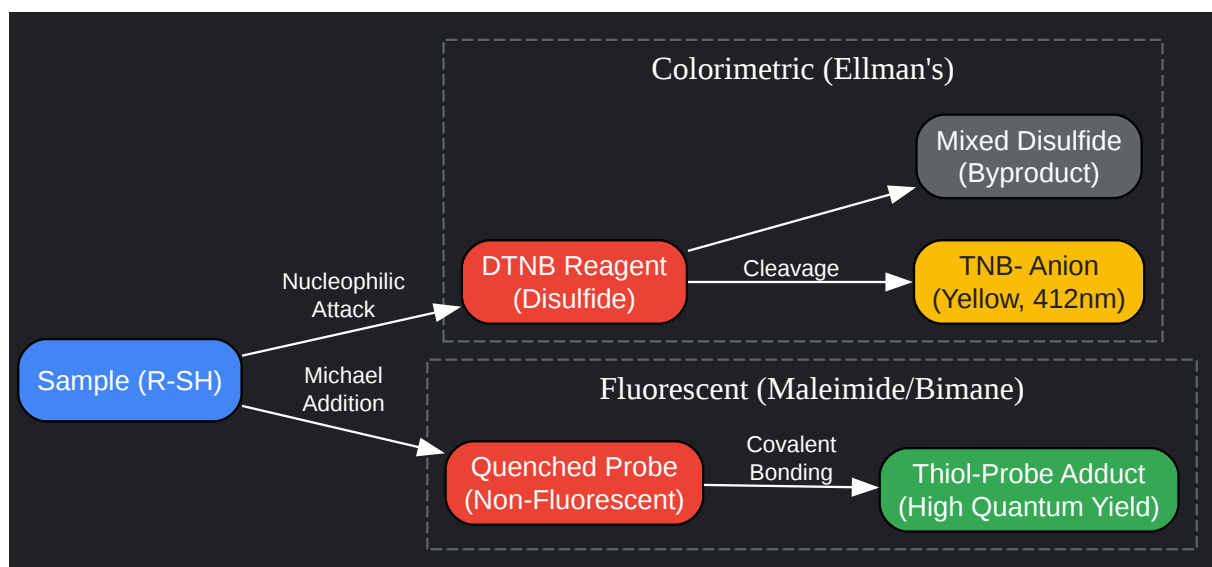 Colorimetric (Ellman's)
Mixed Disulfide
(Byproduct)
DTNB Reagent
(Disulfide)
Cleavage
TNB- Anion
(Yellow, 412nm)
Nucleophilic
Attack
Sample (R-SH)
Michael
Addition
Fluorescent (Maleimide/Bimane)
Quenched Probe
(Non-Fluorescent)
Covalent
Bonding
Thiol-Probe Adduct
(High Quantum Yield)